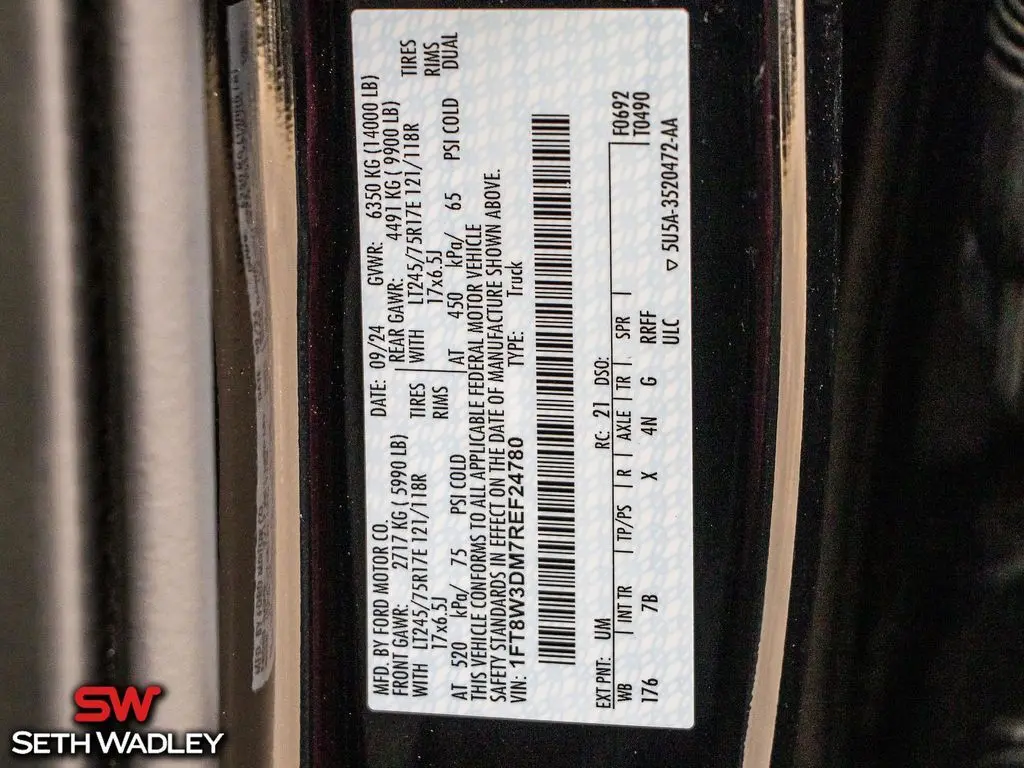 MFD. BY FORD MOTOR CO. DATE: 09/24 GVWR: 6350 KG (14000 LB)
FRONT GAWR: 2717 KG ( 5990 LB) REAR GAWR: 4491 KG ( 9900 LB)
WITH LT245/75R17E 121/118R TIRES WITH LT245/75R17E 121/118R TIRES
17x6.5J RIMS 17x6.5J RIMS
AT 520 kPa/ 75 PSI COLD AT 450 kPa/ 65 PSI COLD DUAL
THIS VEHICLE CONFORMS TO ALL APPLICABLE FEDERAL MOTOR VEHICLE
SAFETY STANDARDS IN EFFECT ON THE DATE OF MANUFACTURE SHOWN ABOVE.
VIN: 1FT8W3DM7REF24780 TYPE: Truck
EXT PNT: UM RC: 21 DSO: F0692
WB INT TR TP/PS R AXLE TR SPR T0490
176 7B X 4N G RRFF
ULC 5U5A-3520472-AA
SW
SETH WADLEY